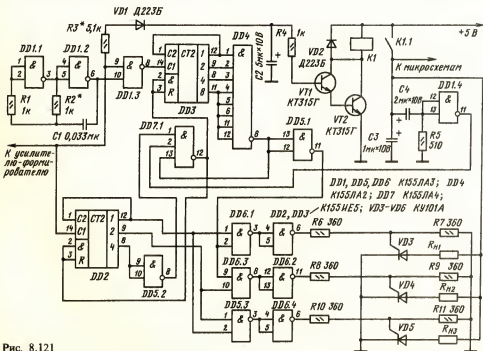 VD1 Д223Б
R3* 5,1к
+5 В
DD1.1
DD1.2
DD4
R4
1к
VD2
Д223Б
K1
K1.1
К микросхемам
DD1.3
C1
C2
CT2
DD3
C2 5мк×10В
VT1
КТ315Г
VT2
КТ315Г
C4
2мк×10В
DD1.4
C3
1мк×10В
R5
510
R1
1к
R2*
1к
C1 0,033мк
DD7.1
DD5.1
К усилите-
лю-форми-
рователю
DD1, DD5, DD6 К155ЛА3; DD4
К155ЛА2; DD7 К155ЛА4;
DD2, DD3 К155ИЕ5; VD3-VD6 КУ101А
DD6.1
R6 360
R7 360
VD3
Rн1
C2
CT2
C1
DD2
DD5.2
DD6.3
DD6.2
R8 360
R9 360
VD4
Rн2
DD5.3
DD6.4
R10 360
R11 360
VD5
Rн3
Рис. 8.121